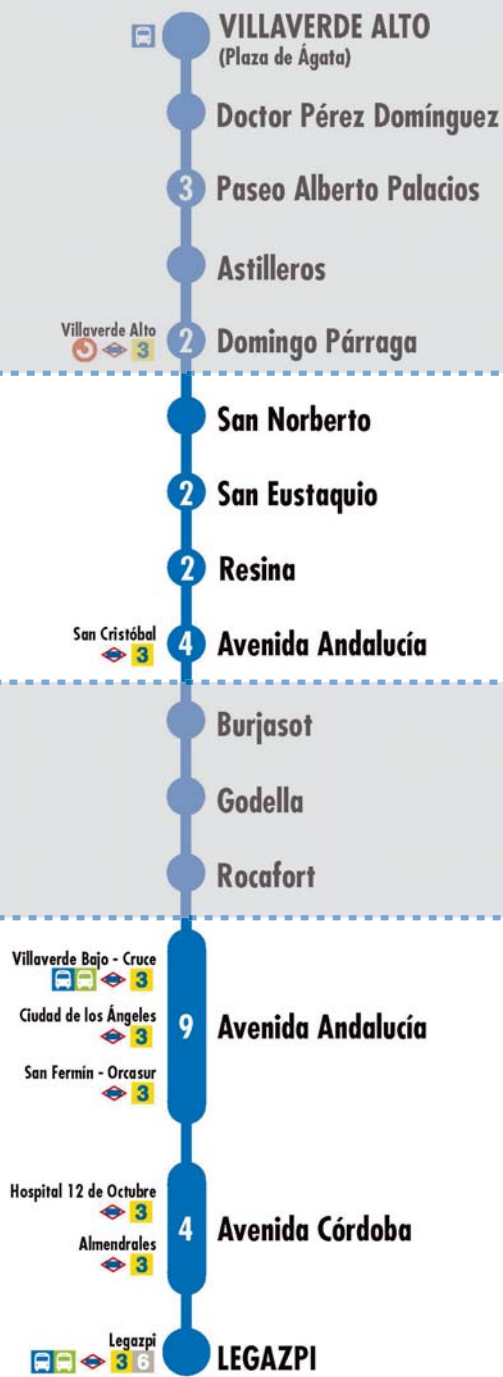 VILLAVERDE ALTO
(Plaza de Ágata)
Doctor Pérez Domínguez
3 Paseo Alberto Palacios
Astilleros
Villaverde Alto
3
2 Domingo Párraga
San Norberto
2 San Eustaquio
2 Resina
San Cristóbal
3
4 Avenida Andalucía
Burjasot
Godella
Rocafort
Villaverde Bajo - Cruce
3
Ciudad de los Ángeles
3
9 Avenida Andalucía
San Fermín - Orcasur
3
Hospital 12 de Octubre
3
4 Avenida Córdoba
Almendrales
3
Legazpi
3 6
LEGAZPI